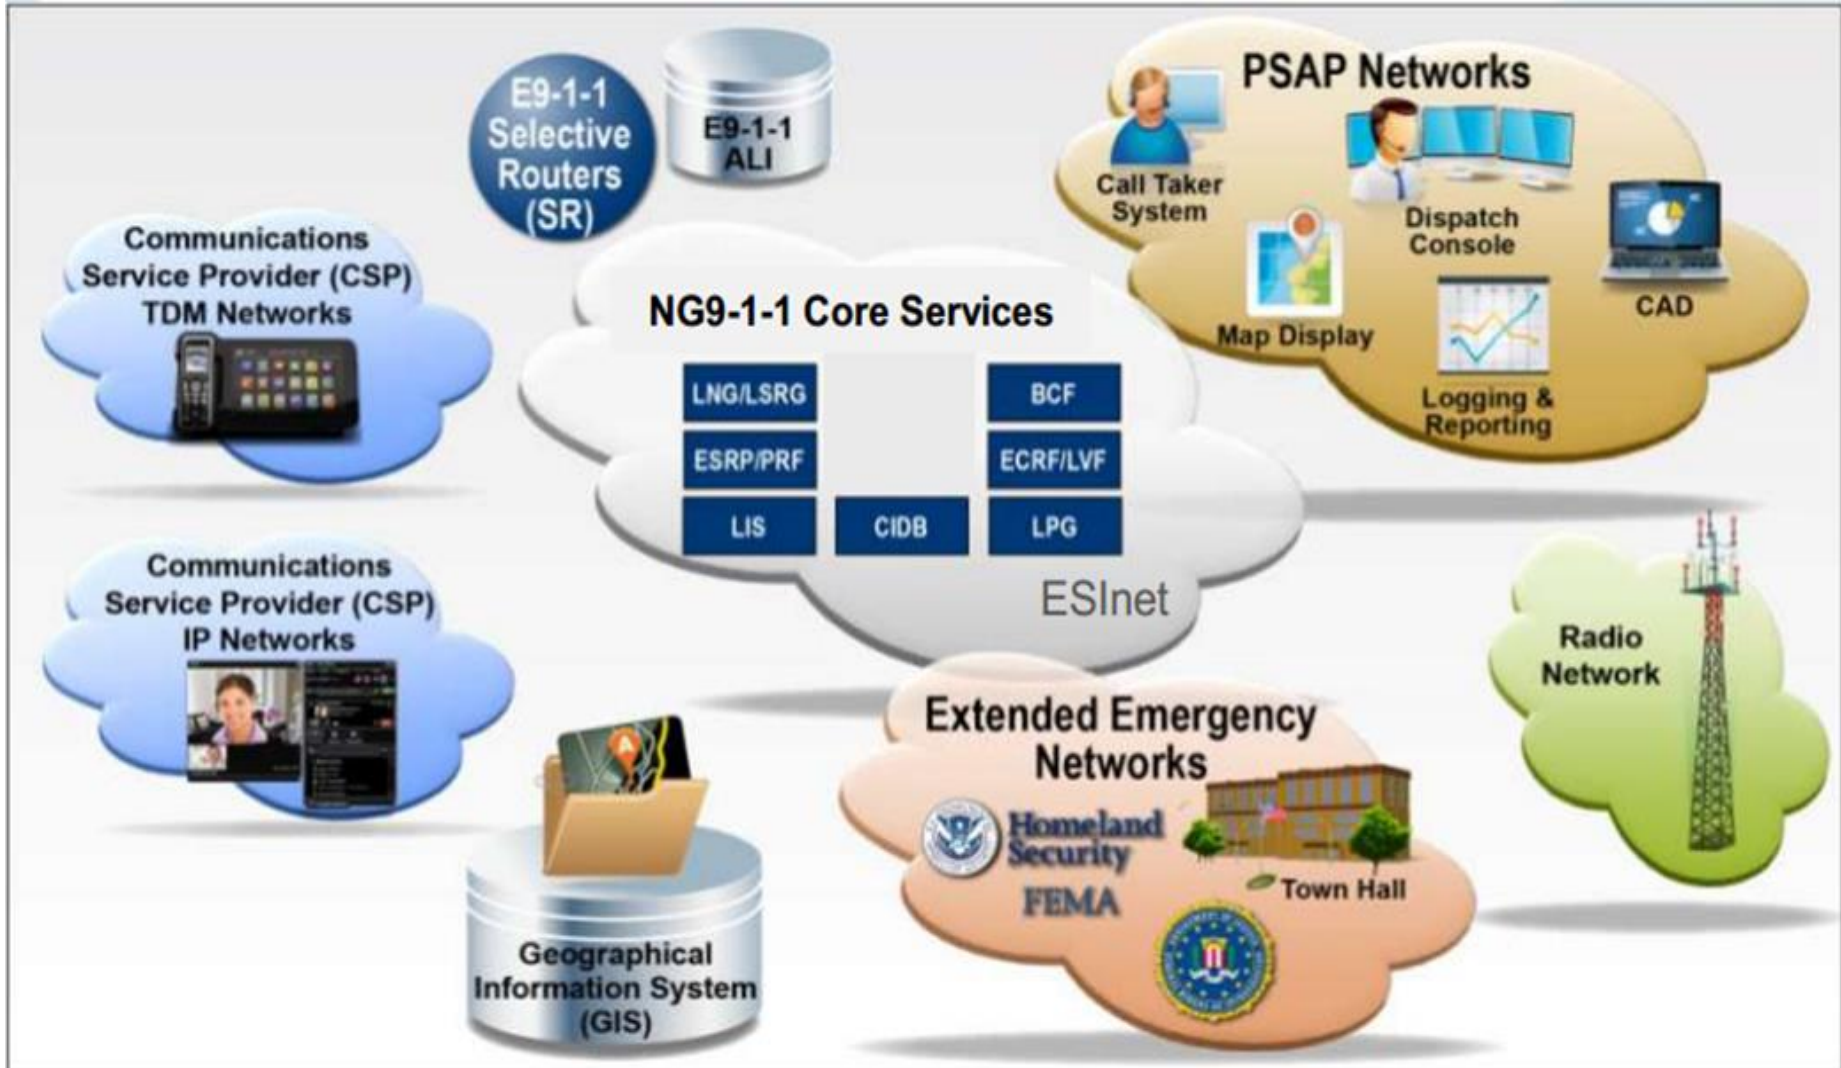 E9-1-1
Selective
Routers
(SR)
E9-1-1
ALI
PSAP Networks
Call Taker
System
Dispatch
Console
CAD
Map Display
Logging &
Reporting
Communications
Service Provider (CSP)
TDM Networks
NG9-1-1 Core Services
LNG/LSRG
BCF
ESRP/PRF
ECRF/LVF
LIS
CIDB
LPG
ESInet
Communications
Service Provider (CSP)
IP Networks
Radio
Network
Extended Emergency
Networks
Homeland
Security
FEMA
Town Hall
A
Geographical
Information System
(GIS)